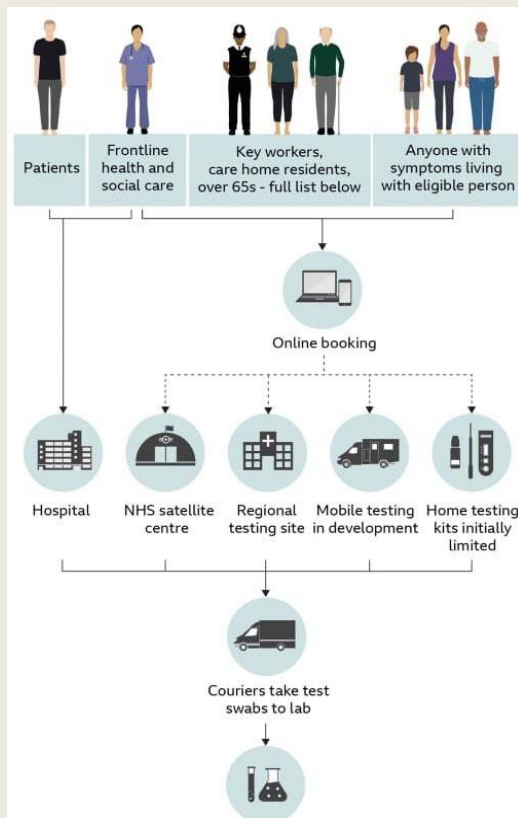 Patients
Frontline
health and
social care
Key workers,
care home residents,
over 65s - full list below
Anyone with
symptoms living
with eligible person
Online booking
Hospital
NHS satellite
centre
Regional
testing site
Mobile testing
in development
Home testing
kits initially
limited
Couriers take test
swabs to lab